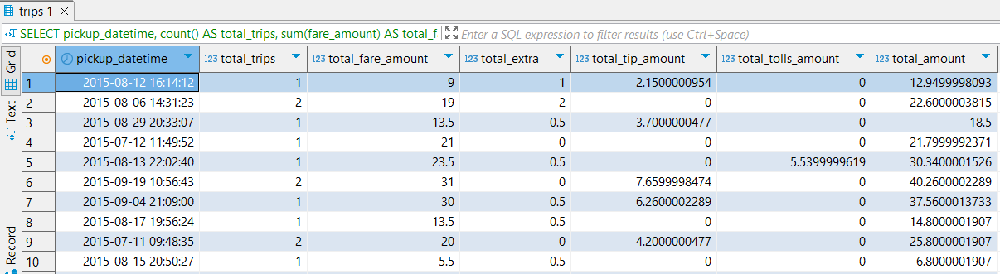 trips 1
SELECT pickup_datetime, count() AS total_trips, sum(fare_amount) AS total_f Enter a SQL expression to filter results (use Ctrl+Space)
Grid
Text
Record
pickup_datetime 123 total_trips 123 total_fare_amount 123 total_extra 123 total_tip_amount 123 total_tolls_amount 123 total_amount
1 2015-08-12 16:14:12 1 9 1 2.1500000954 0 12.9499998093
2 2015-08-06 14:31:23 2 19 2 0 0 22.6000003815
3 2015-08-29 20:33:07 1 13.5 0.5 3.7000000477 0 18.5
4 2015-07-12 11:49:52 1 21 0 0 0 21.7999992371
5 2015-08-13 22:02:40 1 23.5 0.5 0 5.5399999619 30.3400001526
6 2015-09-19 10:56:43 2 31 0 7.6599998474 0 40.2600002289
7 2015-09-04 21:09:00 1 30 0.5 6.2600002289 0 37.5600013733
8 2015-08-17 19:56:24 1 13.5 0.5 0 0 14.8000001907
9 2015-07-11 09:48:35 2 20 0 4.2000000477 0 25.8000001907
10 2015-08-15 20:50:27 1 5.5 0.5 0 0 6.8000001907